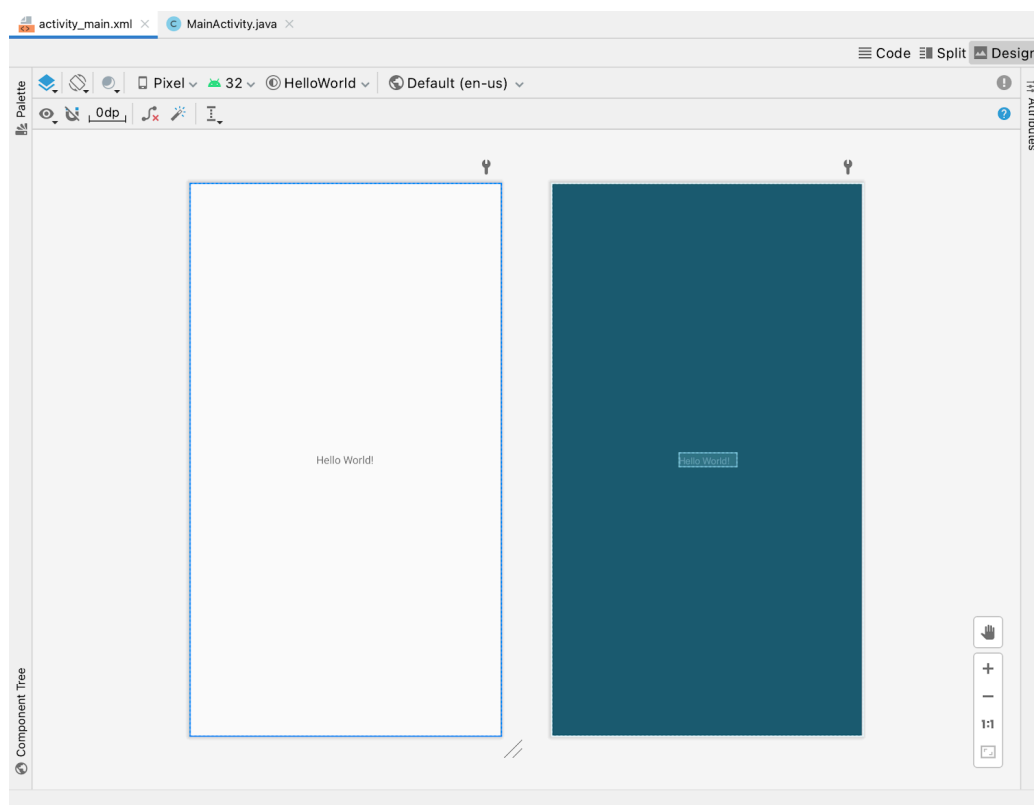 activity_main.xml
MainActivity.java
Code Split Design
Palette
Pixel 32 HelloWorld Default (en-us)
0dp
Attributes
Hello World!
Hello World!
1:1
Component Tree